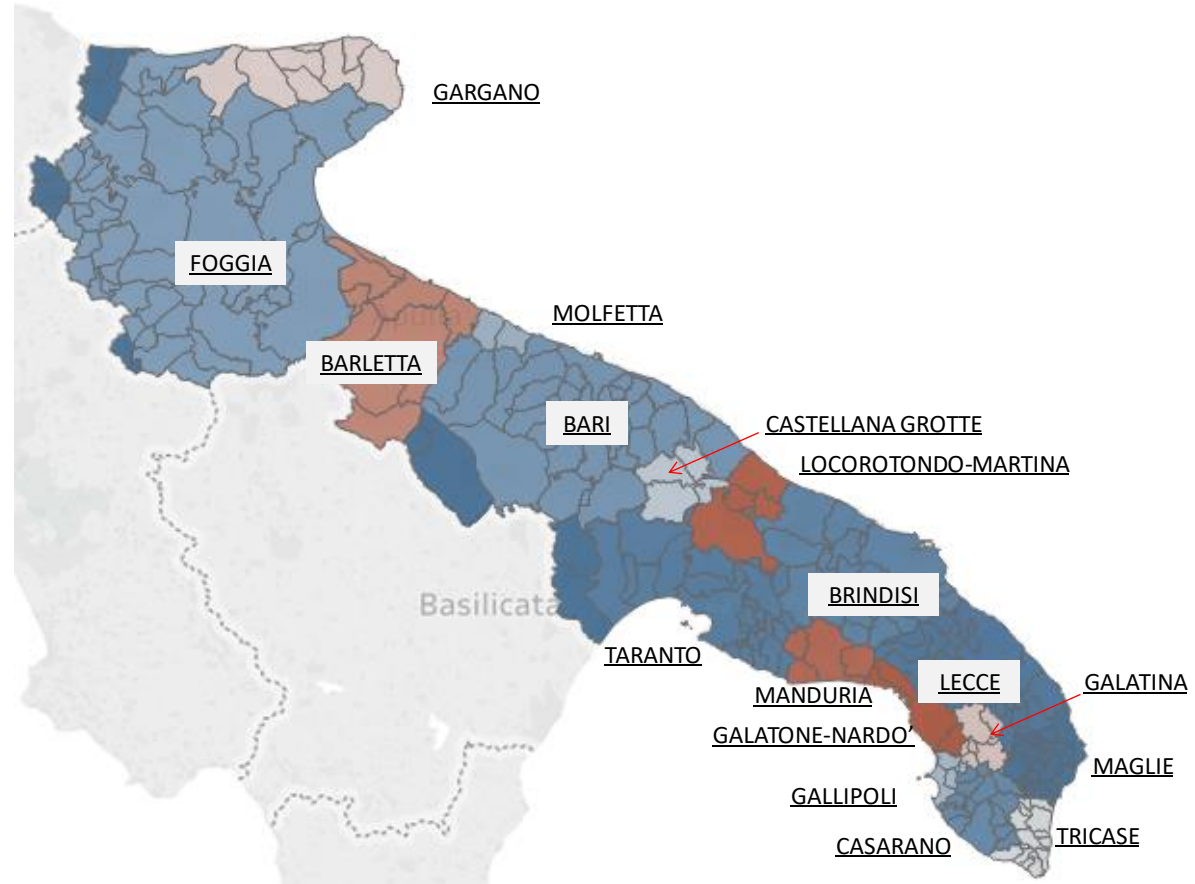 GARGANO
FOGGIA
MOLFETTA
BARLETTA
BARI
CASTELLANA GROTTE
LOCOROTONDO-MARTINA
Basilicata
BRINDISI
TARANTO
MANDURIA
LECCE
GALATINA
GALATONE-NARDO’
MAGLIE
GALLIPOLI
CASARANO
TRICASE